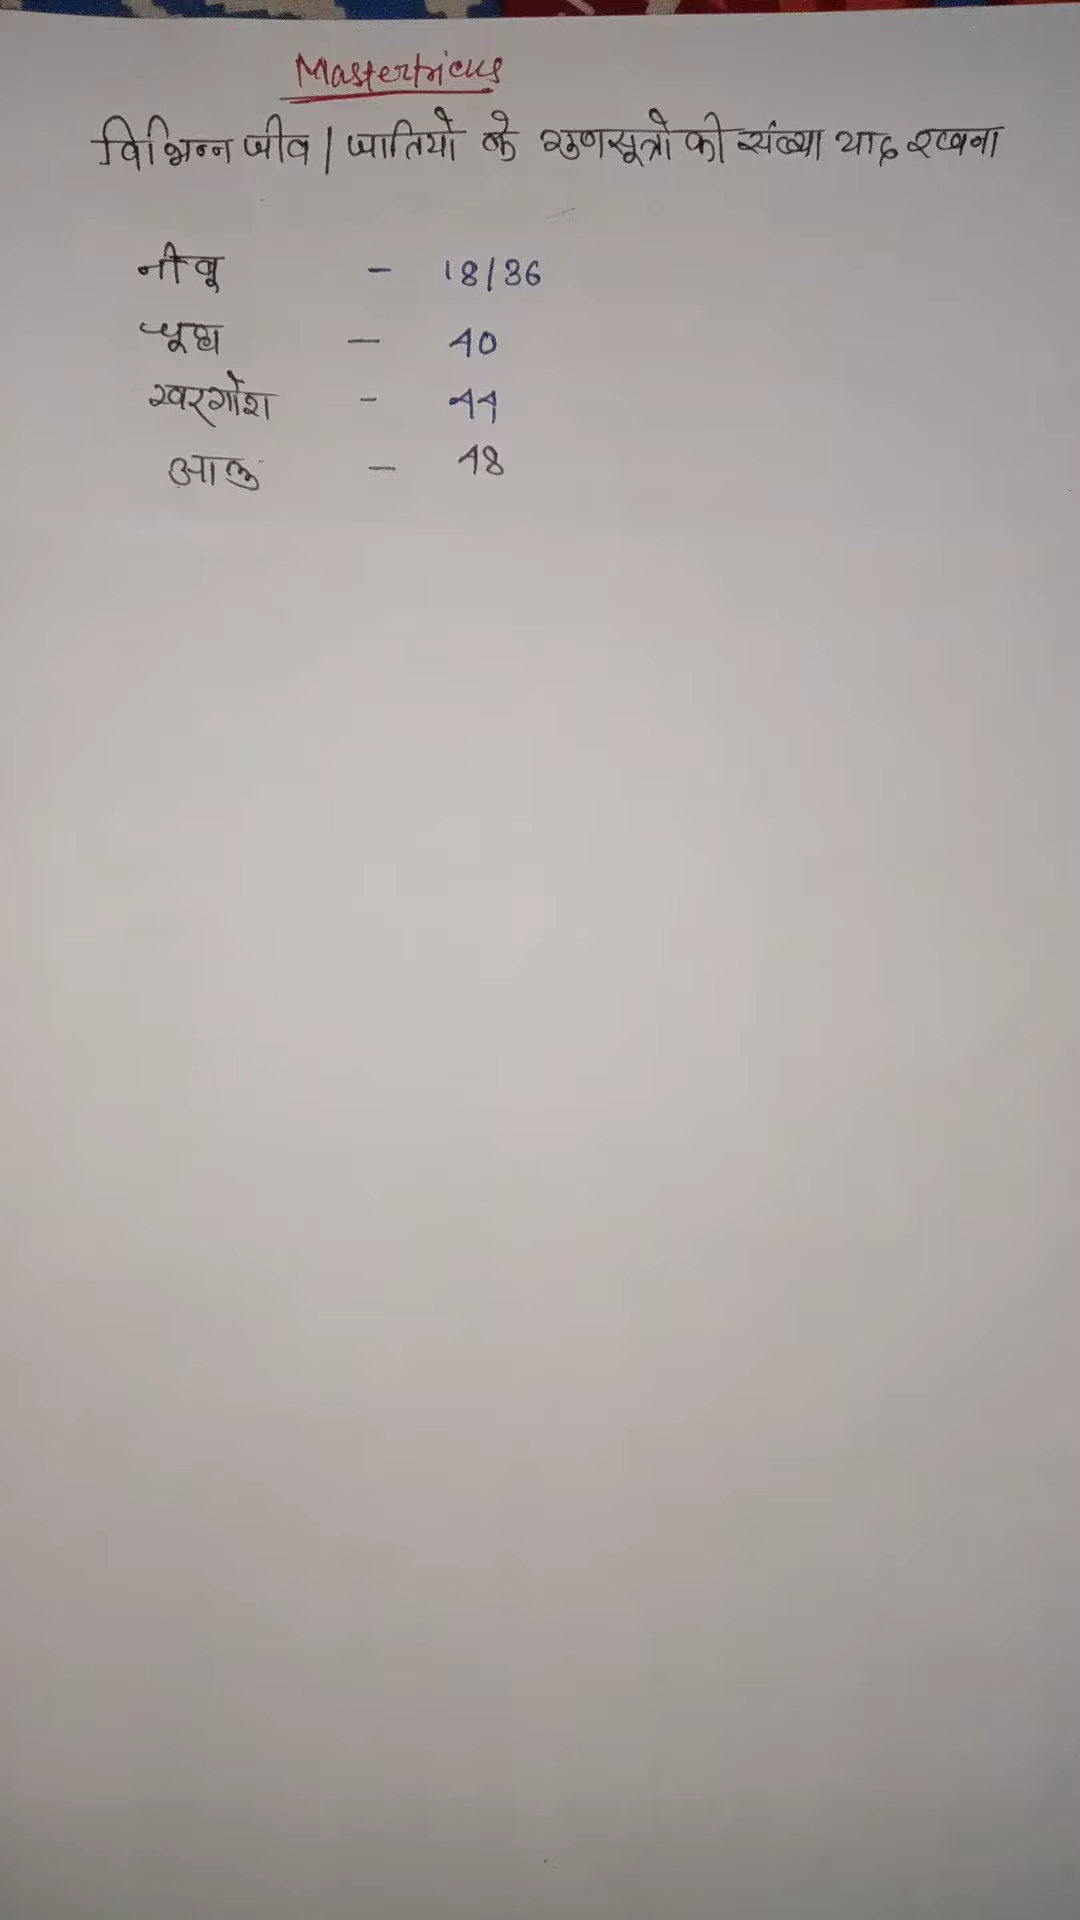 Mastertricks
विभिन्न जीव / जातियो के गुणसूत्रो की संख्या याद रखना
नीबू - 18/36
चूहा - 40
खरगोश - 44
आलु - 48